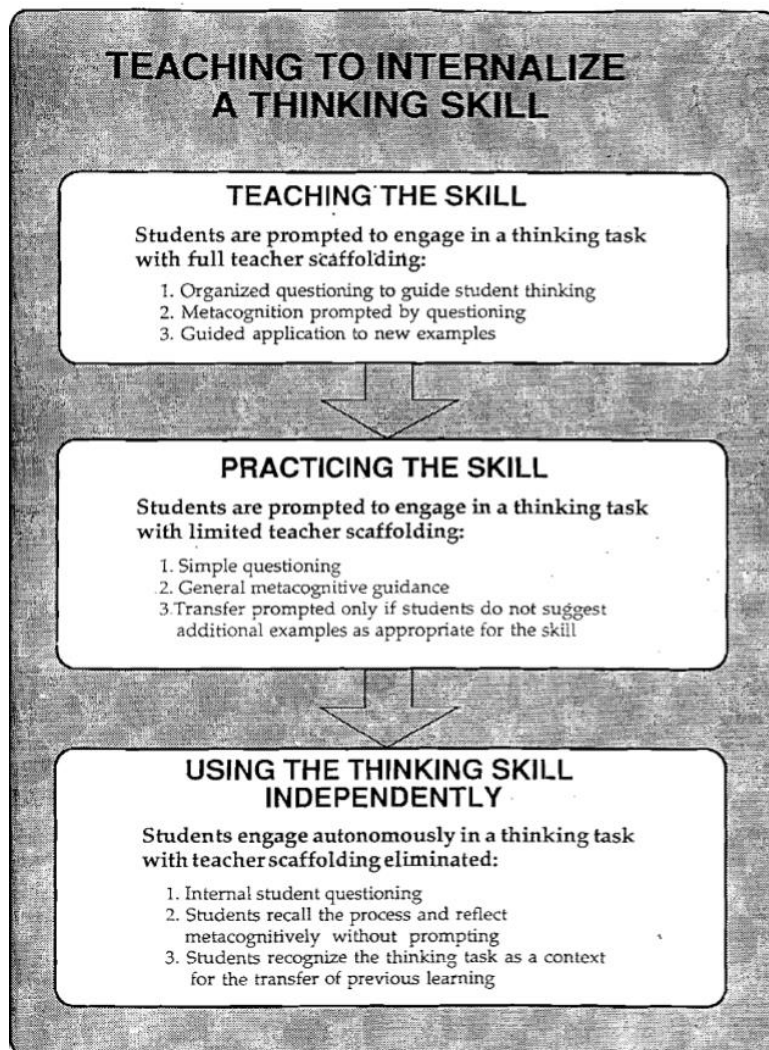 TEACHING TO INTERNALIZE
A THINKING SKILL
TEACHING THE SKILL
Students are prompted to engage in a thinking task
with full teacher scaffolding:
1. Organized questioning to guide student thinking
2. Metacognition prompted by questioning
3. Guided application to new examples
PRACTICING THE SKILL
Students are prompted to engage in a thinking task
with limited teacher scaffolding:
1. Simple questioning
2. General metacognitive guidance
3. Transfer prompted only if students do not suggest
additional examples as appropriate for the skill
USING THE THINKING SKILL
INDEPENDENTLY
Students engage autonomously in a thinking task
with teacher scaffolding eliminated:
1. Internal student questioning
2. Students recall the process and reflect
metacognitively without prompting
3. Students recognize the thinking task as a context
for the transfer of previous learning